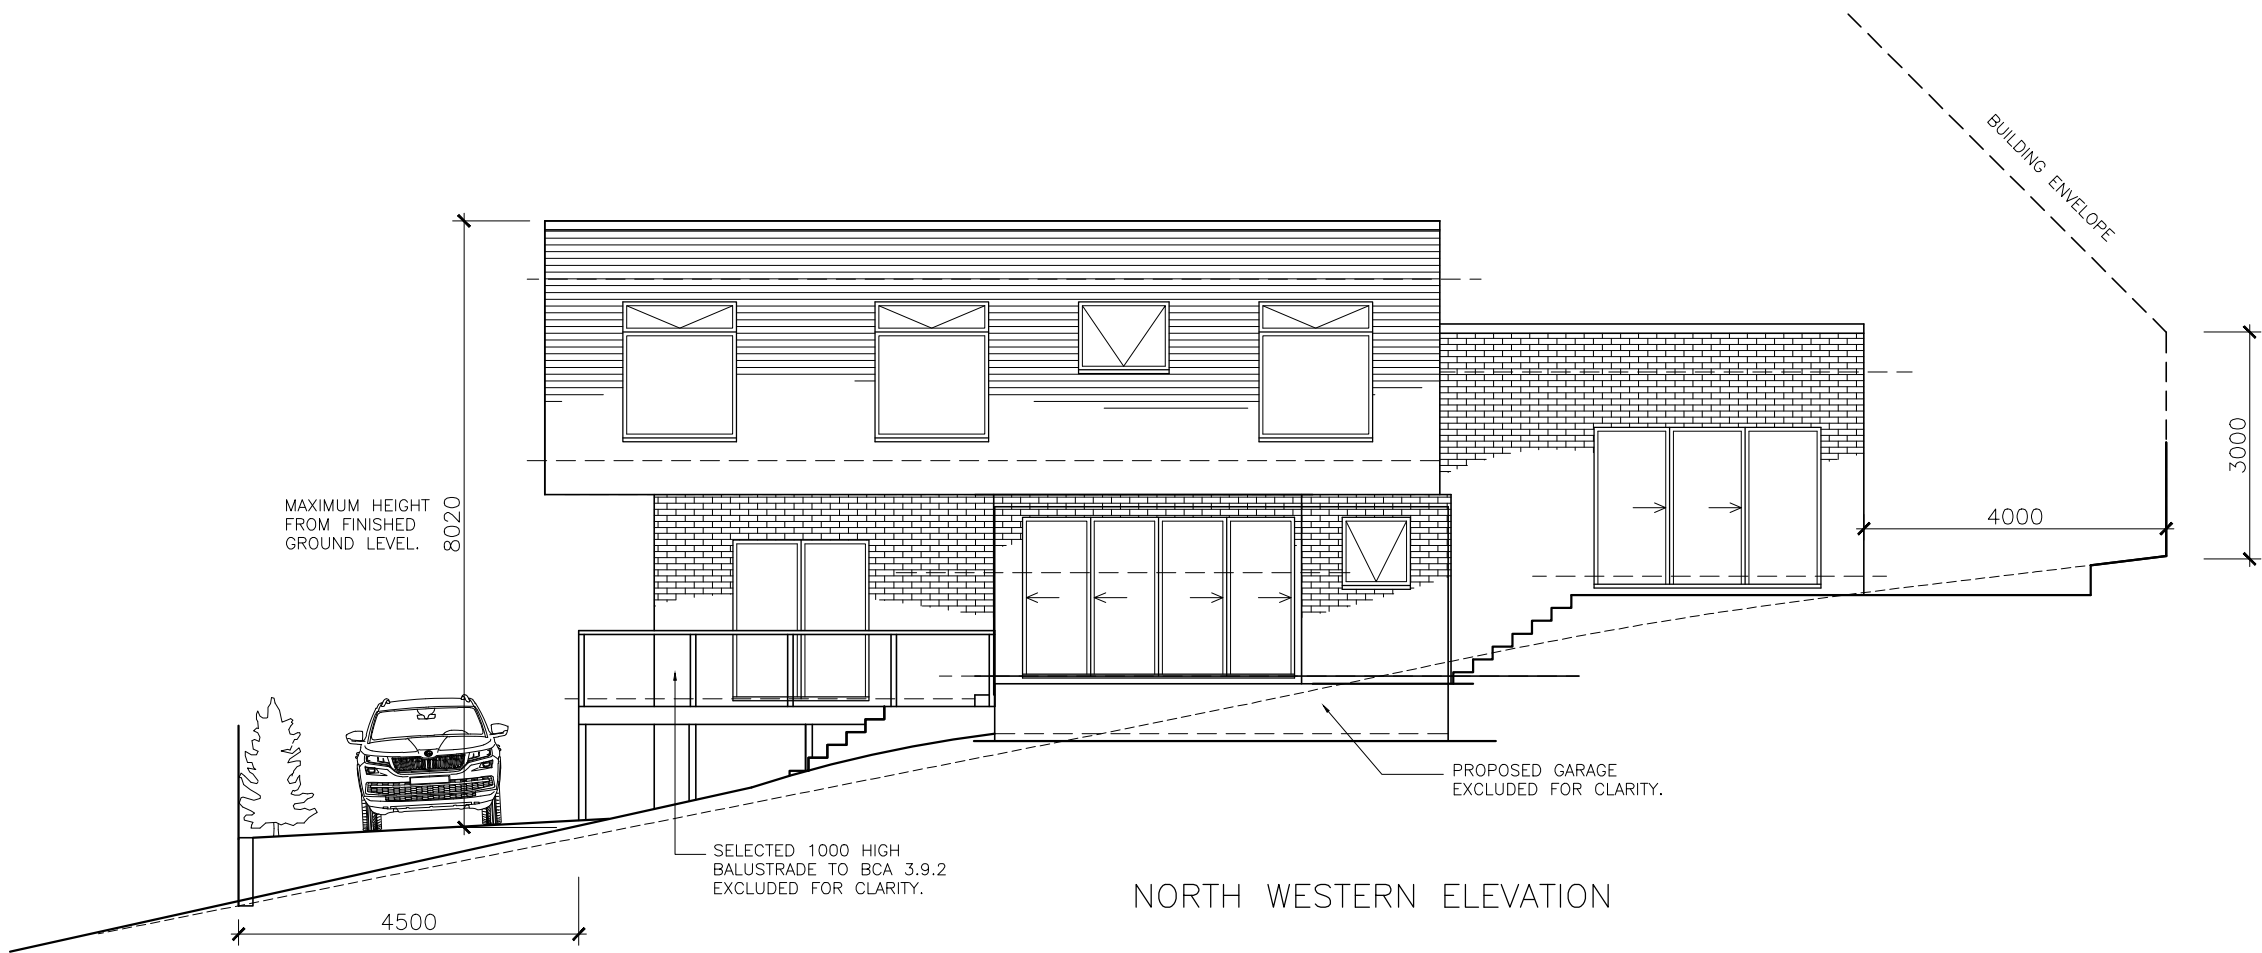 BUILDING ENVELOPE
MAXIMUM HEIGHT
FROM FINISHED
GROUND LEVEL.
8020
3000
4000
PROPOSED GARAGE
EXCLUDED FOR CLARITY.
SELECTED 1000 HIGH
BALUSTRADE TO BCA 3.9.2
EXCLUDED FOR CLARITY.
4500
NORTH WESTERN ELEVATION